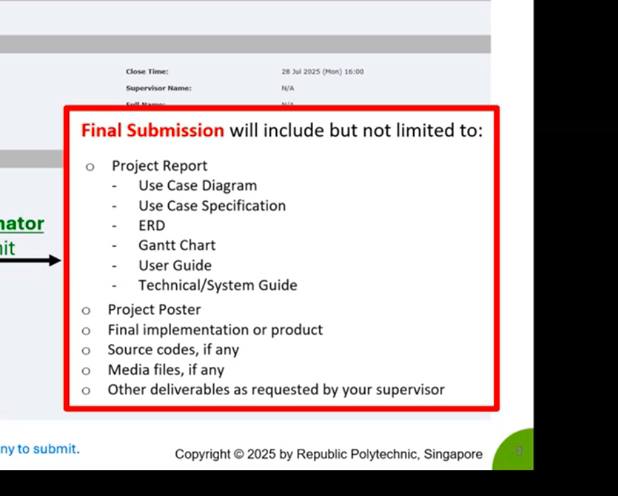 Close Time: 28 Jul 2025 (Mon) 16:00
Supervisor Name: N/A
Full Name: N/A
Final Submission will include but not limited to:
o Project Report
- Use Case Diagram
- Use Case Specification
- ERD
- Gantt Chart
- User Guide
- Technical/System Guide
o Project Poster
o Final implementation or product
o Source codes, if any
o Media files, if any
o Other deliverables as requested by your supervisor
nator
nit
ny to submit.
Copyright © 2025 by Republic Polytechnic, Singapore